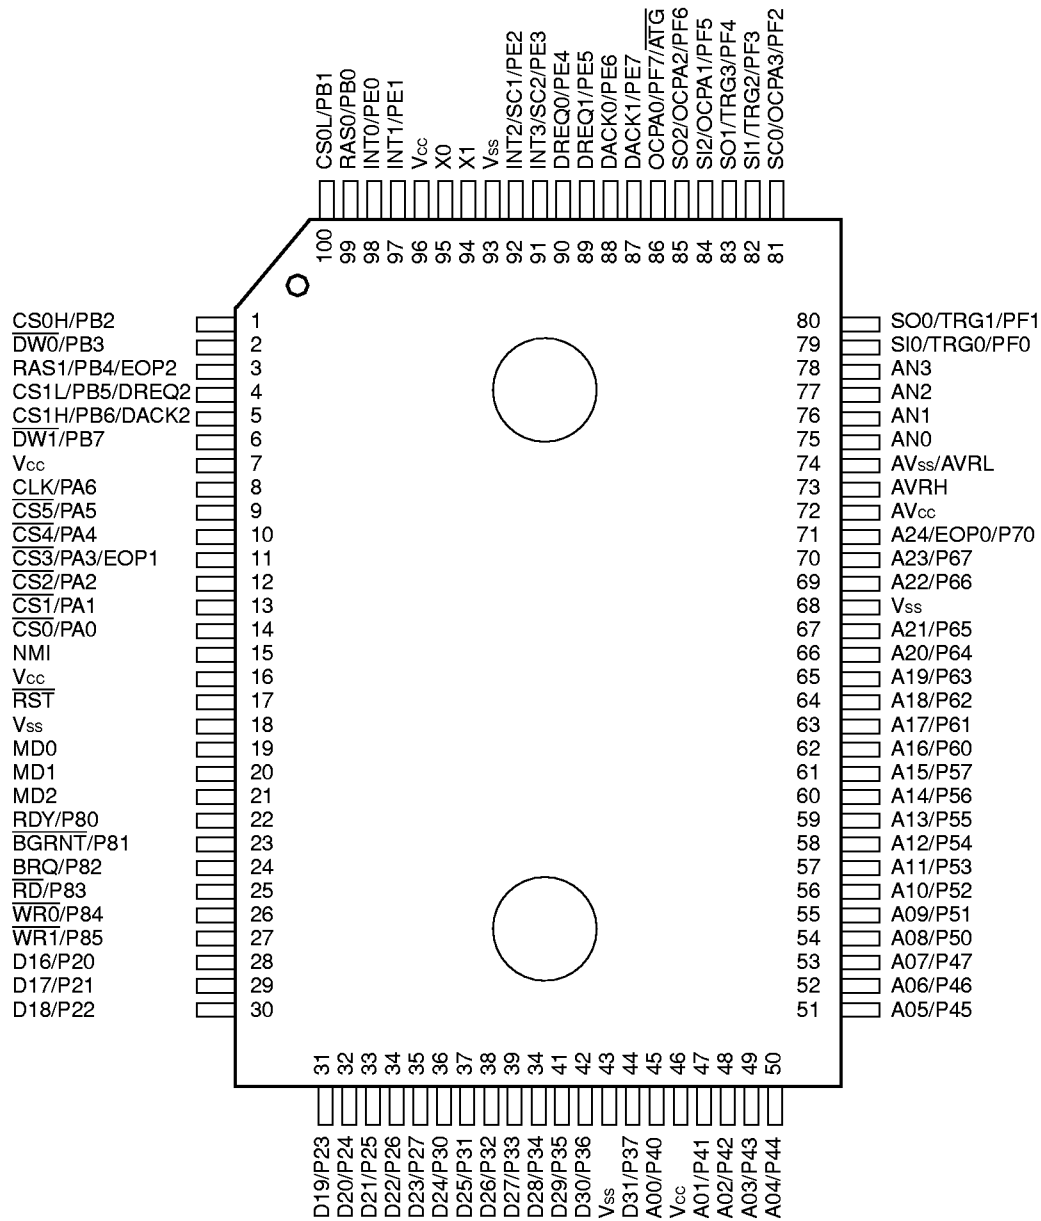 CS0L/PB1
RAS0/PB0
INT0/PE0
INT1/PE1
Vcc
X0
X1
Vss
INT2/SC1/PE2
INT3/SC2/PE3
DREQ0/PE4
DREQ1/PE5
DACK0/PE6
DACK1/PE7
OCPA0/PF7/ATG
SO2/OCPA2/PF6
SI2/OCPA1/PF5
SO1/TRG3/PF4
SI1/TRG2/PF3
SC0/OCPA3/PF2
100 99 98 97 96 95 94 93 92 91 90 89 88 87 86 85 84 83 82 81
CS0H/PB2 1
DW0/PB3 2
RAS1/PB4/EOP2 3
CS1L/PB5/DREQ2 4
CS1H/PB6/DACK2 5
DW1/PB7 6
Vcc 7
CLK/PA6 8
CS5/PA5 9
CS4/PA4 10
CS3/PA3/EOP1 11
CS2/PA2 12
CS1/PA1 13
CS0/PA0 14
NMI 15
Vcc 16
RST 17
Vss 18
MD0 19
MD1 20
MD2 21
RDY/P80 22
BGRNT/P81 23
BRQ/P82 24
RD/P83 25
WR0/P84 26
WR1/P85 27
D16/P20 28
D17/P21 29
D18/P22 30
80 SO0/TRG1/PF1
79 SI0/TRG0/PF0
78 AN3
77 AN2
76 AN1
75 AN0
74 AVss/AVRL
73 AVRH
72 AVcc
71 A24/EOP0/P70
70 A23/P67
69 A22/P66
68 Vss
67 A21/P65
66 A20/P64
65 A19/P63
64 A18/P62
63 A17/P61
62 A16/P60
61 A15/P57
60 A14/P56
59 A13/P55
58 A12/P54
57 A11/P53
56 A10/P52
55 A09/P51
54 A08/P50
53 A07/P47
52 A06/P46
51 A05/P45
31 32 33 34 35 36 37 38 39 34 41 42 43 44 45 46 47 48 49 50
D19/P23
D20/P24
D21/P25
D22/P26
D23/P27
D24/P30
D25/P31
D26/P32
D27/P33
D28/P34
D29/P35
D30/P36
Vss
D31/P37
A00/P40
Vcc
A01/P41
A02/P42
A03/P43
A04/P44